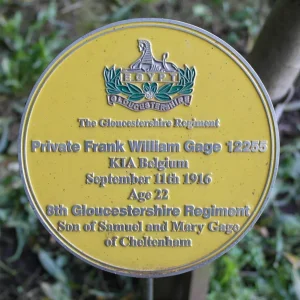 EGYPT
GLOUCESTERSHIRE
The Gloucestershire Regiment
Private Frank William Gage 12255
KIA Belgium
September 11th 1916
Age 22
8th Gloucestershire Regiment
Son of Samuel and Mary Gage
of Cheltenham